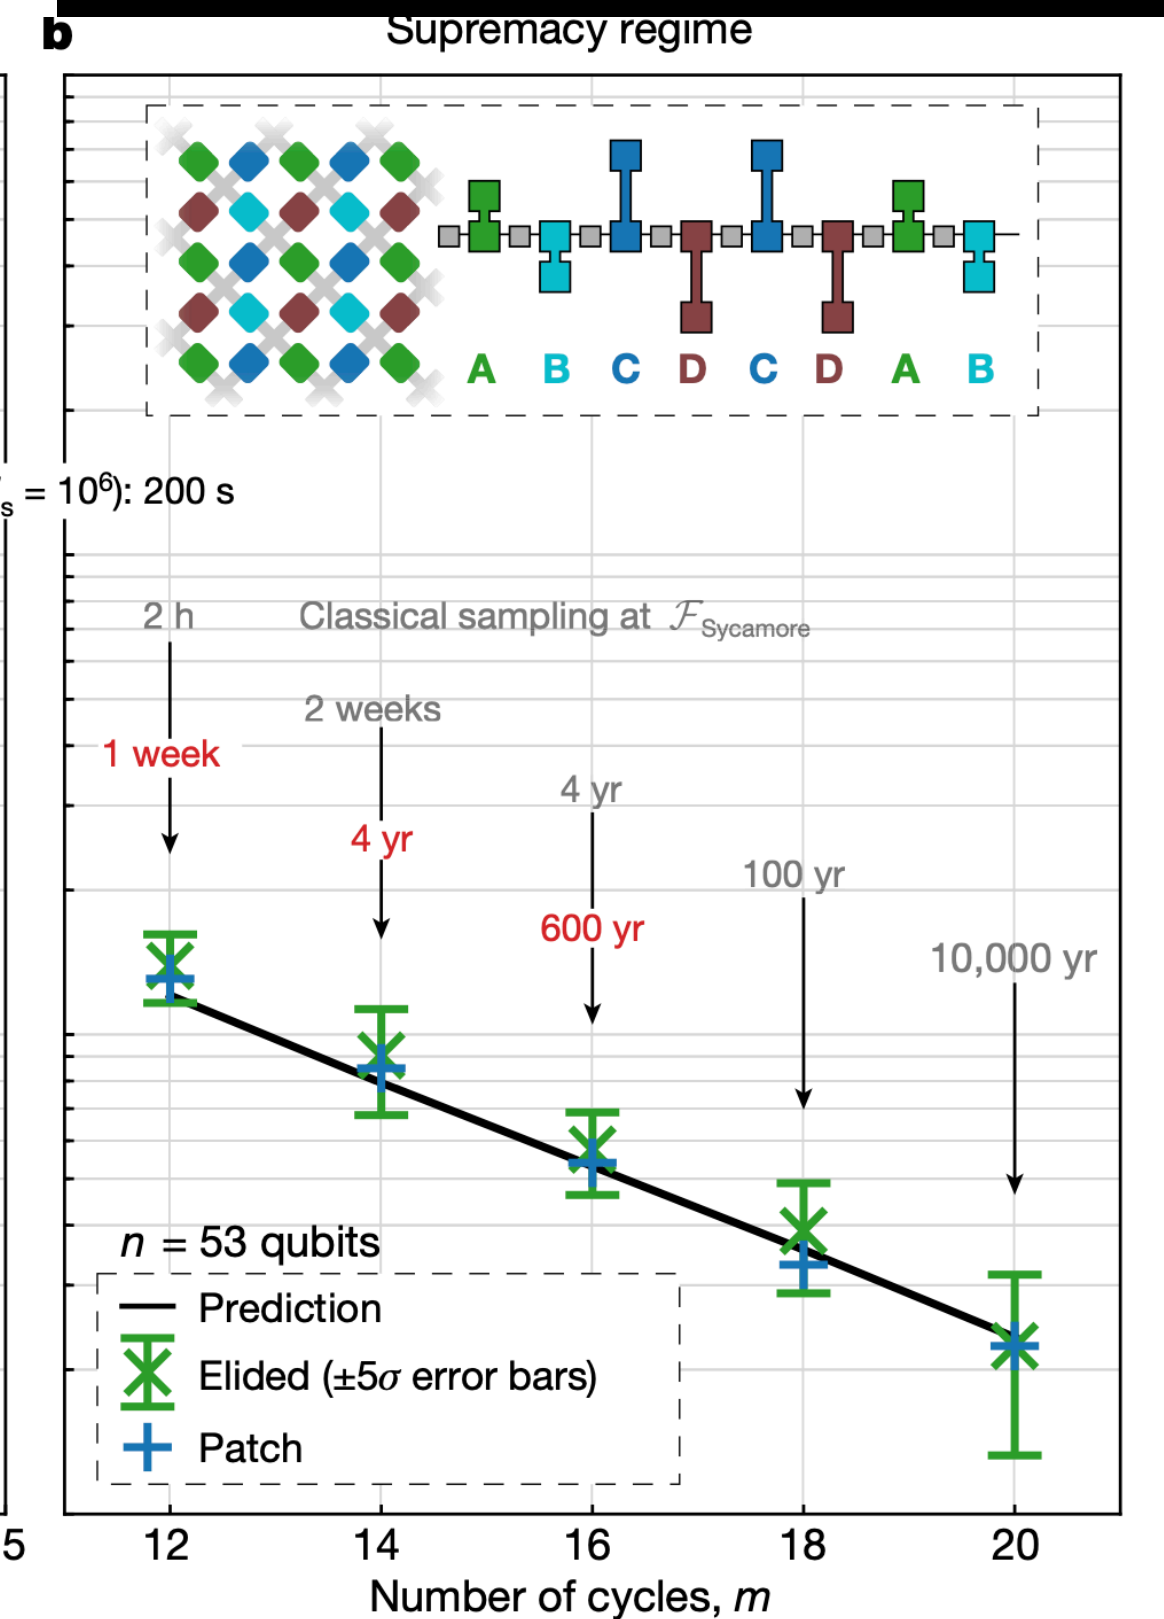 b
Supremacy regime
A B C D C D A B
s = 10⁶): 200 s
2 h
Classical sampling at ℱSycamore
2 weeks
1 week
4 yr
4 yr
100 yr
600 yr
10,000 yr
n = 53 qubits
Prediction
Elided (±5σ error bars)
Patch
5
12 14 16 18 20
Number of cycles, m